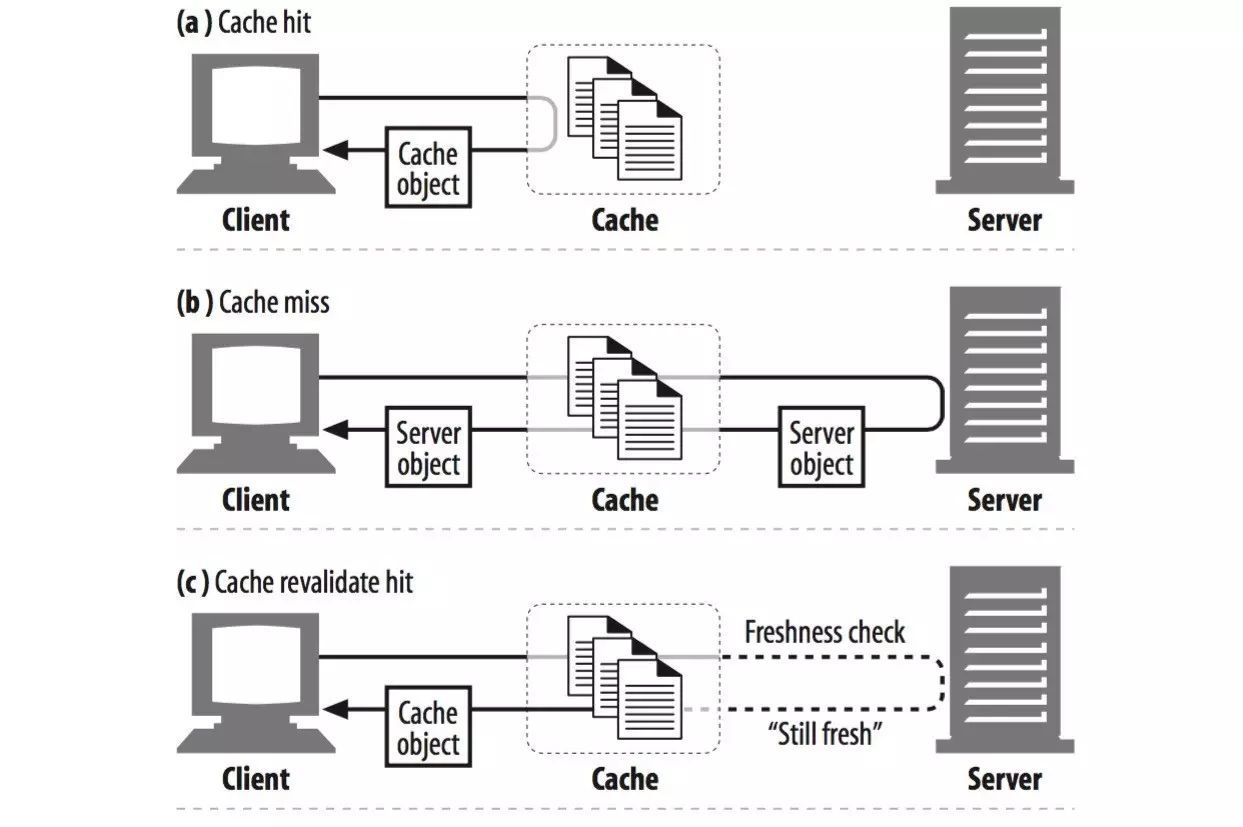 (a ) Cache hit
Cache
object
Client
Cache
Server
(b ) Cache miss
Server
object
Server
object
Client
Cache
Server
(c ) Cache revalidate hit
Freshness check
Cache
object
“Still fresh”
Client
Cache
Server